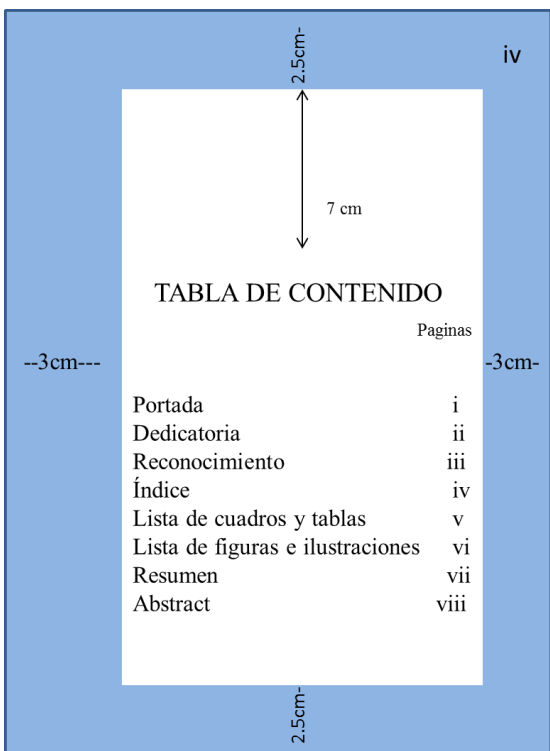 2.5cm-
iv
7 cm
TABLA DE CONTENIDO
Paginas
--3cm---
-3cm-
Portada i
Dedicatoria ii
Reconocimiento iii
Índice iv
Lista de cuadros y tablas v
Lista de figuras e ilustraciones vi
Resumen vii
Abstract viii
2.5cm-